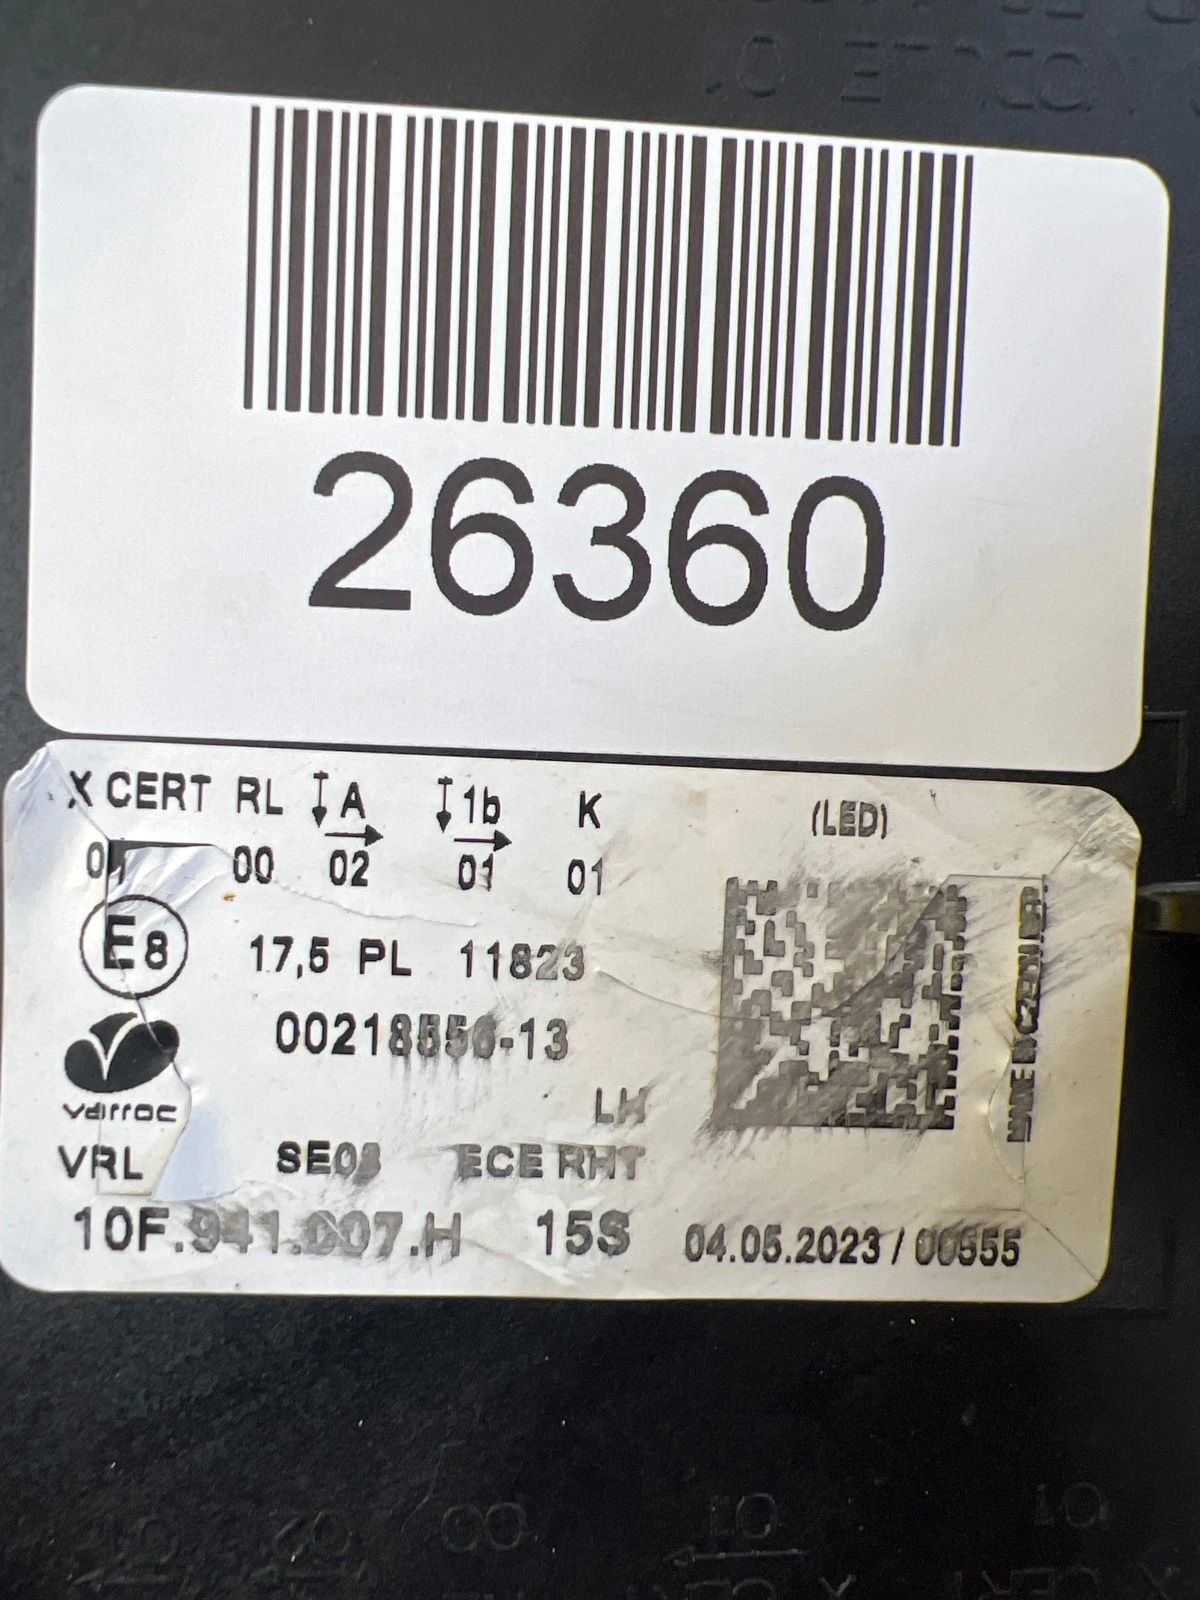 26360
X CERT RL A 1b K (LED)
00 02 01 01
E8 17,5 PL 11823
00218556-13
varroc
LH
VRL ECE RHT
10F.941.007.H 15S 04.05.2023 / 00555